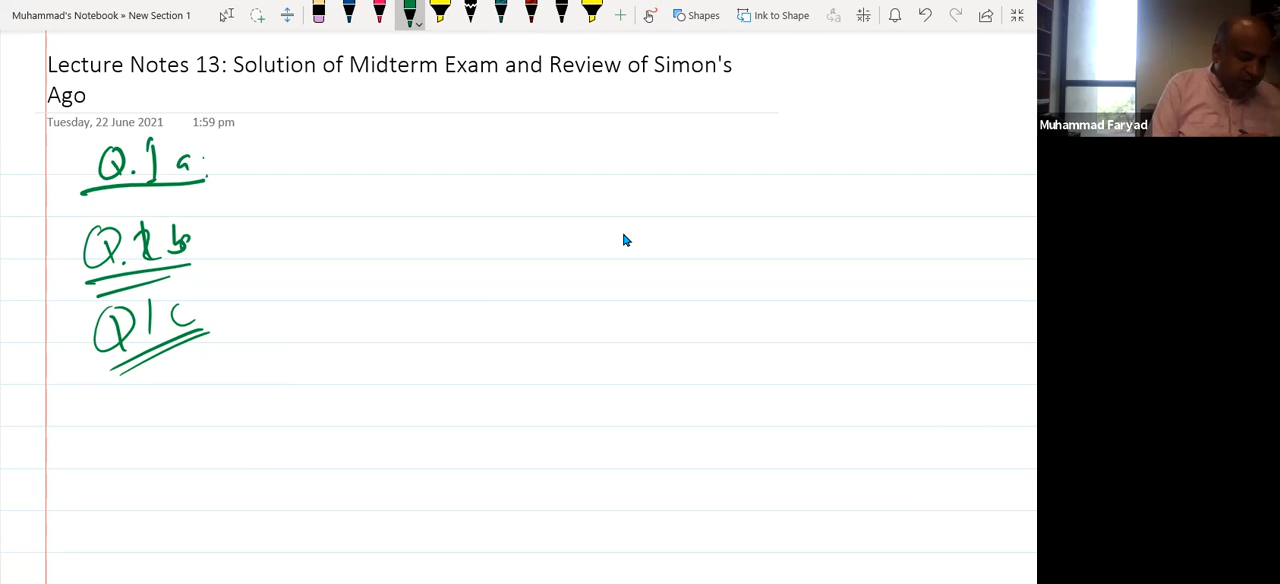 Muhammad's Notebook » New Section 1
Shapes
Ink to Shape
Lecture Notes 13: Solution of Midterm Exam and Review of Simon's
Ago
Tuesday, 22 June 2021 1:59 pm
Muhammad Faryad
Q.1 a:
Q.1 b
Q1c